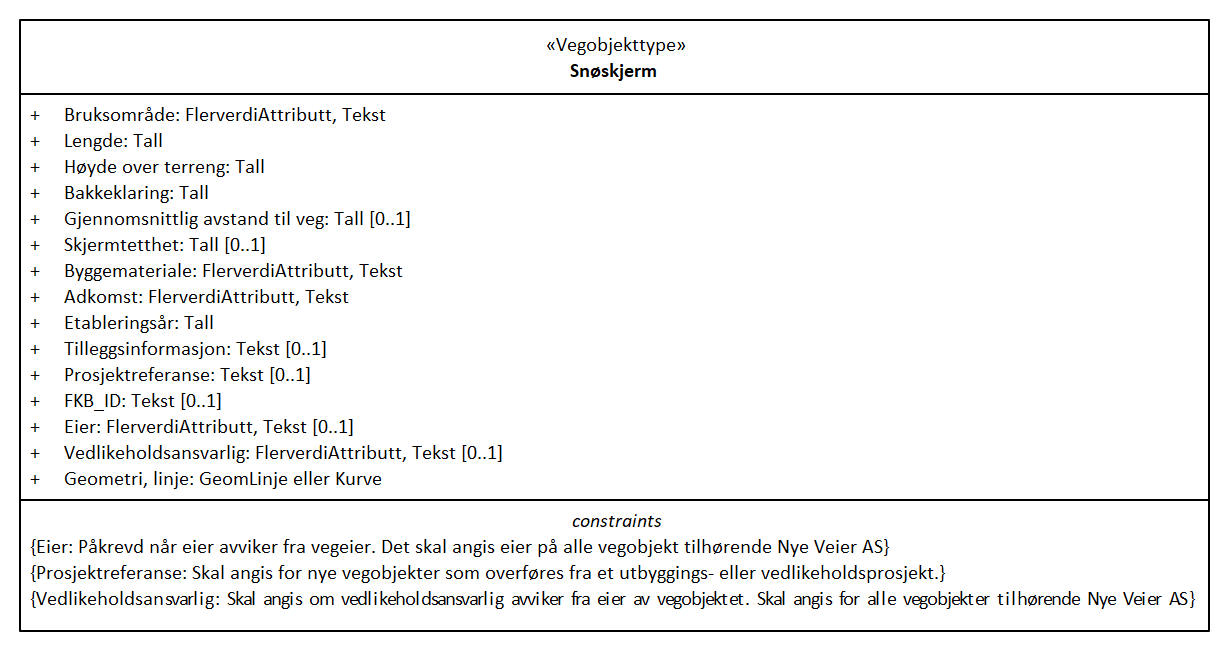 «Vegobjekttype»
Snøskjerm
+ Bruksområde: FlerverdiAttributt, Tekst
+ Lengde: Tall
+ Høyde over terreng: Tall
+ Bakkeklaring: Tall
+ Gjennomsnittlig avstand til veg: Tall [0..1]
+ Skjermtetthet: Tall [0..1]
+ Byggemateriale: FlerverdiAttributt, Tekst
+ Adkomst: FlerverdiAttributt, Tekst
+ Etableringsår: Tall
+ Tilleggsinformasjon: Tekst [0..1]
+ Prosjektreferanse: Tekst [0..1]
+ FKB_ID: Tekst [0..1]
+ Eier: FlerverdiAttributt, Tekst [0..1]
+ Vedlikeholdsansvarlig: FlerverdiAttributt, Tekst [0..1]
+ Geometri, linje: GeomLinje eller Kurve
constraints
{Eier: Påkrevd når eier avviker fra vegeier. Det skal angis eier på alle vegobjekt tilhørende Nye Veier AS}
{Prosjektreferanse: Skal angis for nye vegobjekter som overføres fra et utbyggings- eller vedlikeholdsprosjekt.}
{Vedlikeholdsansvarlig: Skal angis om vedlikeholdsansvarlig avviker fra eier av vegobjektet. Skal angis for alle vegobjekter tilhørende Nye Veier AS}